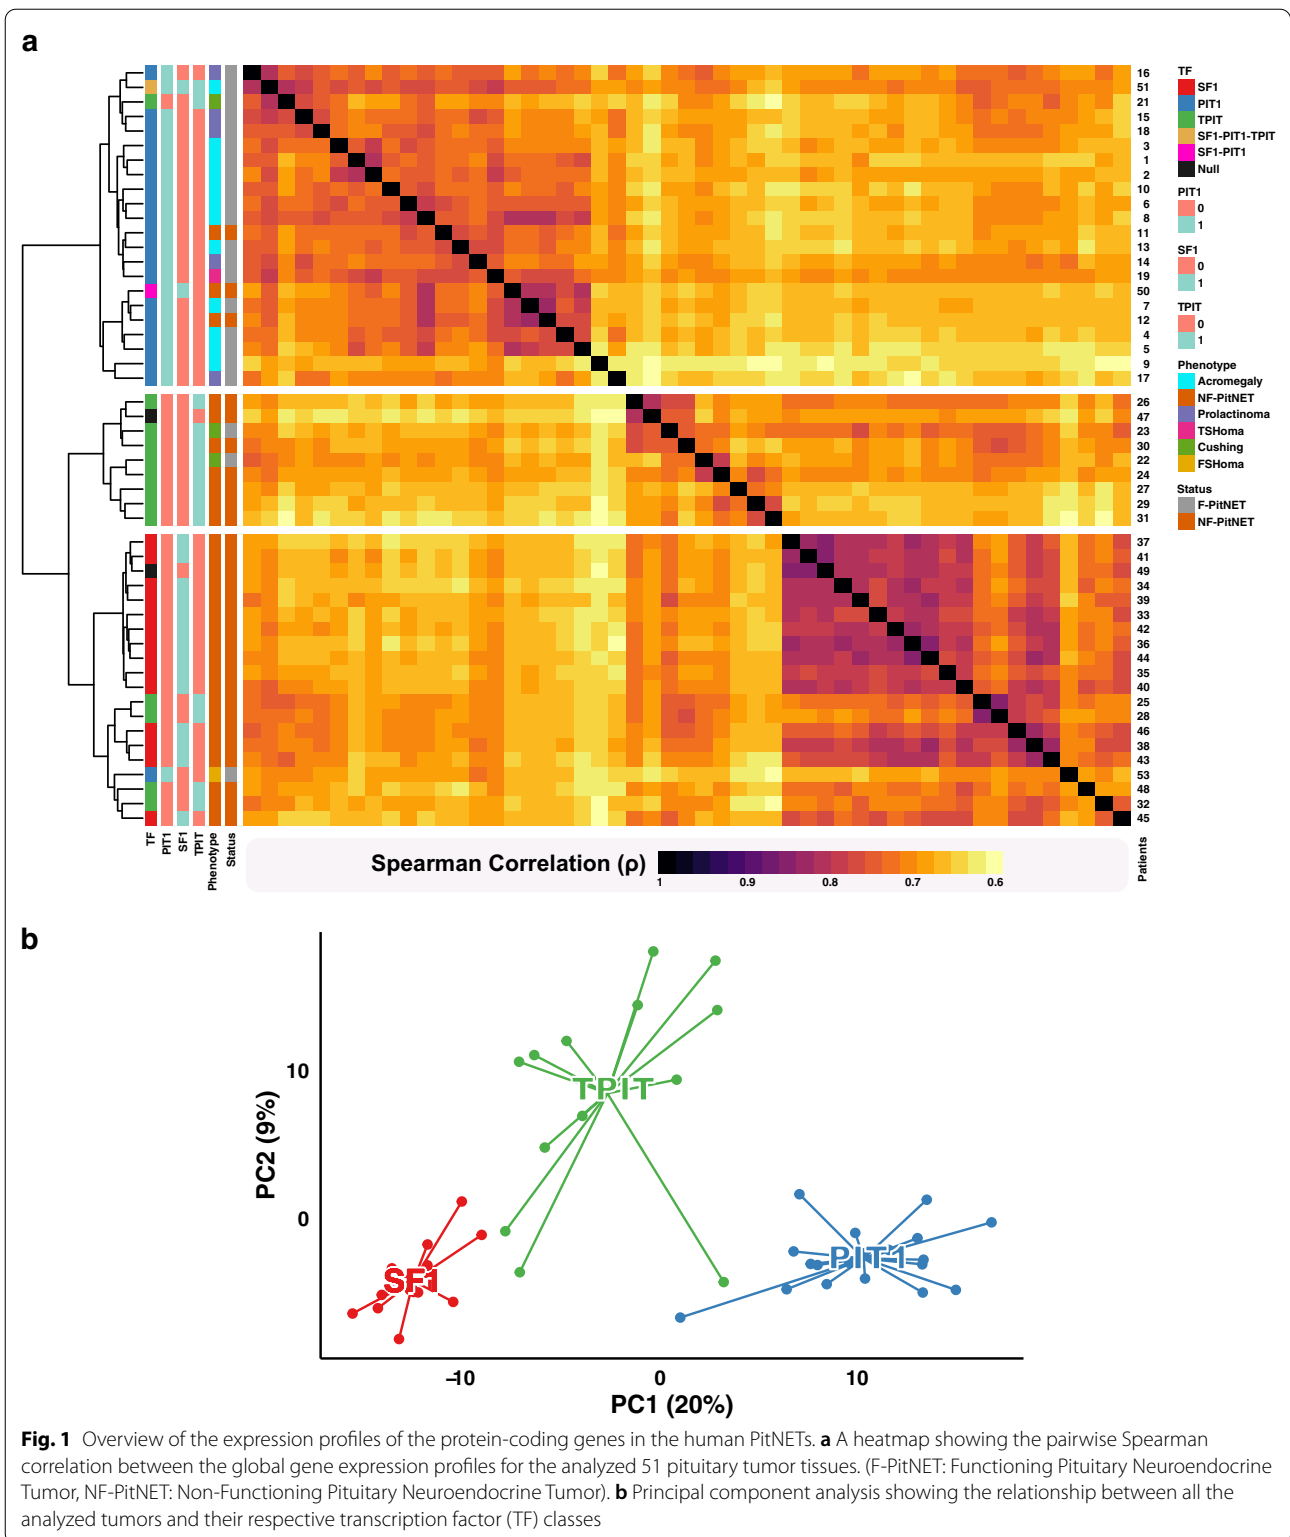 a
16
51
21
15
18
3
1
2
10
6
8
11
13
14
19
50
7
12
4
5
9
17
26
47
23
30
22
24
27
29
31
37
41
49
34
39
33
42
36
44
35
40
25
28
46
38
43
53
48
32
45
Patients
TF
SF1
PIT1
TPIT
SF1-PIT1-TPIT
SF1-PIT1
Null
PIT1
0
1
SF1
0
1
TPIT
0
1
Phenotype
Acromegaly
NF-PitNET
Prolactinoma
TSHoma
Cushing
FSHoma
Status
F-PitNET
NF-PitNET
TF
PIT1
SF1
TPIT
Phenotype
Status
Spearman Correlation (ρ)
1 0.9 0.8 0.7 0.6
b
PC2 (9%)
10
0
TPIT
SF1
PIT1
–10 0 10
PC1 (20%)
Fig. 1 Overview of the expression profiles of the protein-coding genes in the human PitNETs. a A heatmap showing the pairwise Spearman
correlation between the global gene expression profiles for the analyzed 51 pituitary tumor tissues. (F-PitNET: Functioning Pituitary Neuroendocrine
Tumor, NF-PitNET: Non-Functioning Pituitary Neuroendocrine Tumor). b Principal component analysis showing the relationship between all the
analyzed tumors and their respective transcription factor (TF) classes